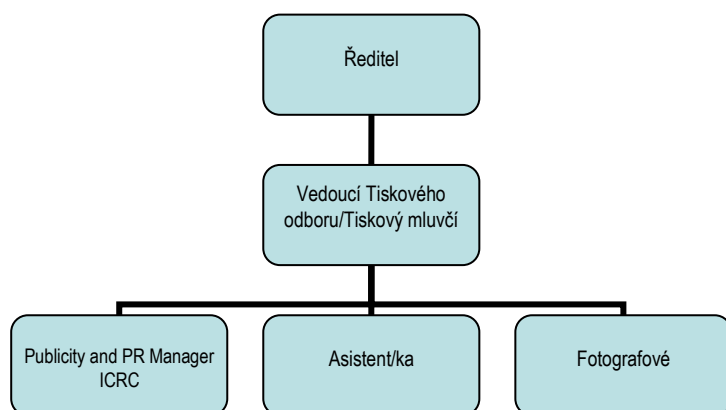 Ředitel
Vedoucí Tiskového
odboru/Tiskový mluvčí
Publicity and PR Manager
ICRC
Asistent/ka
Fotografové